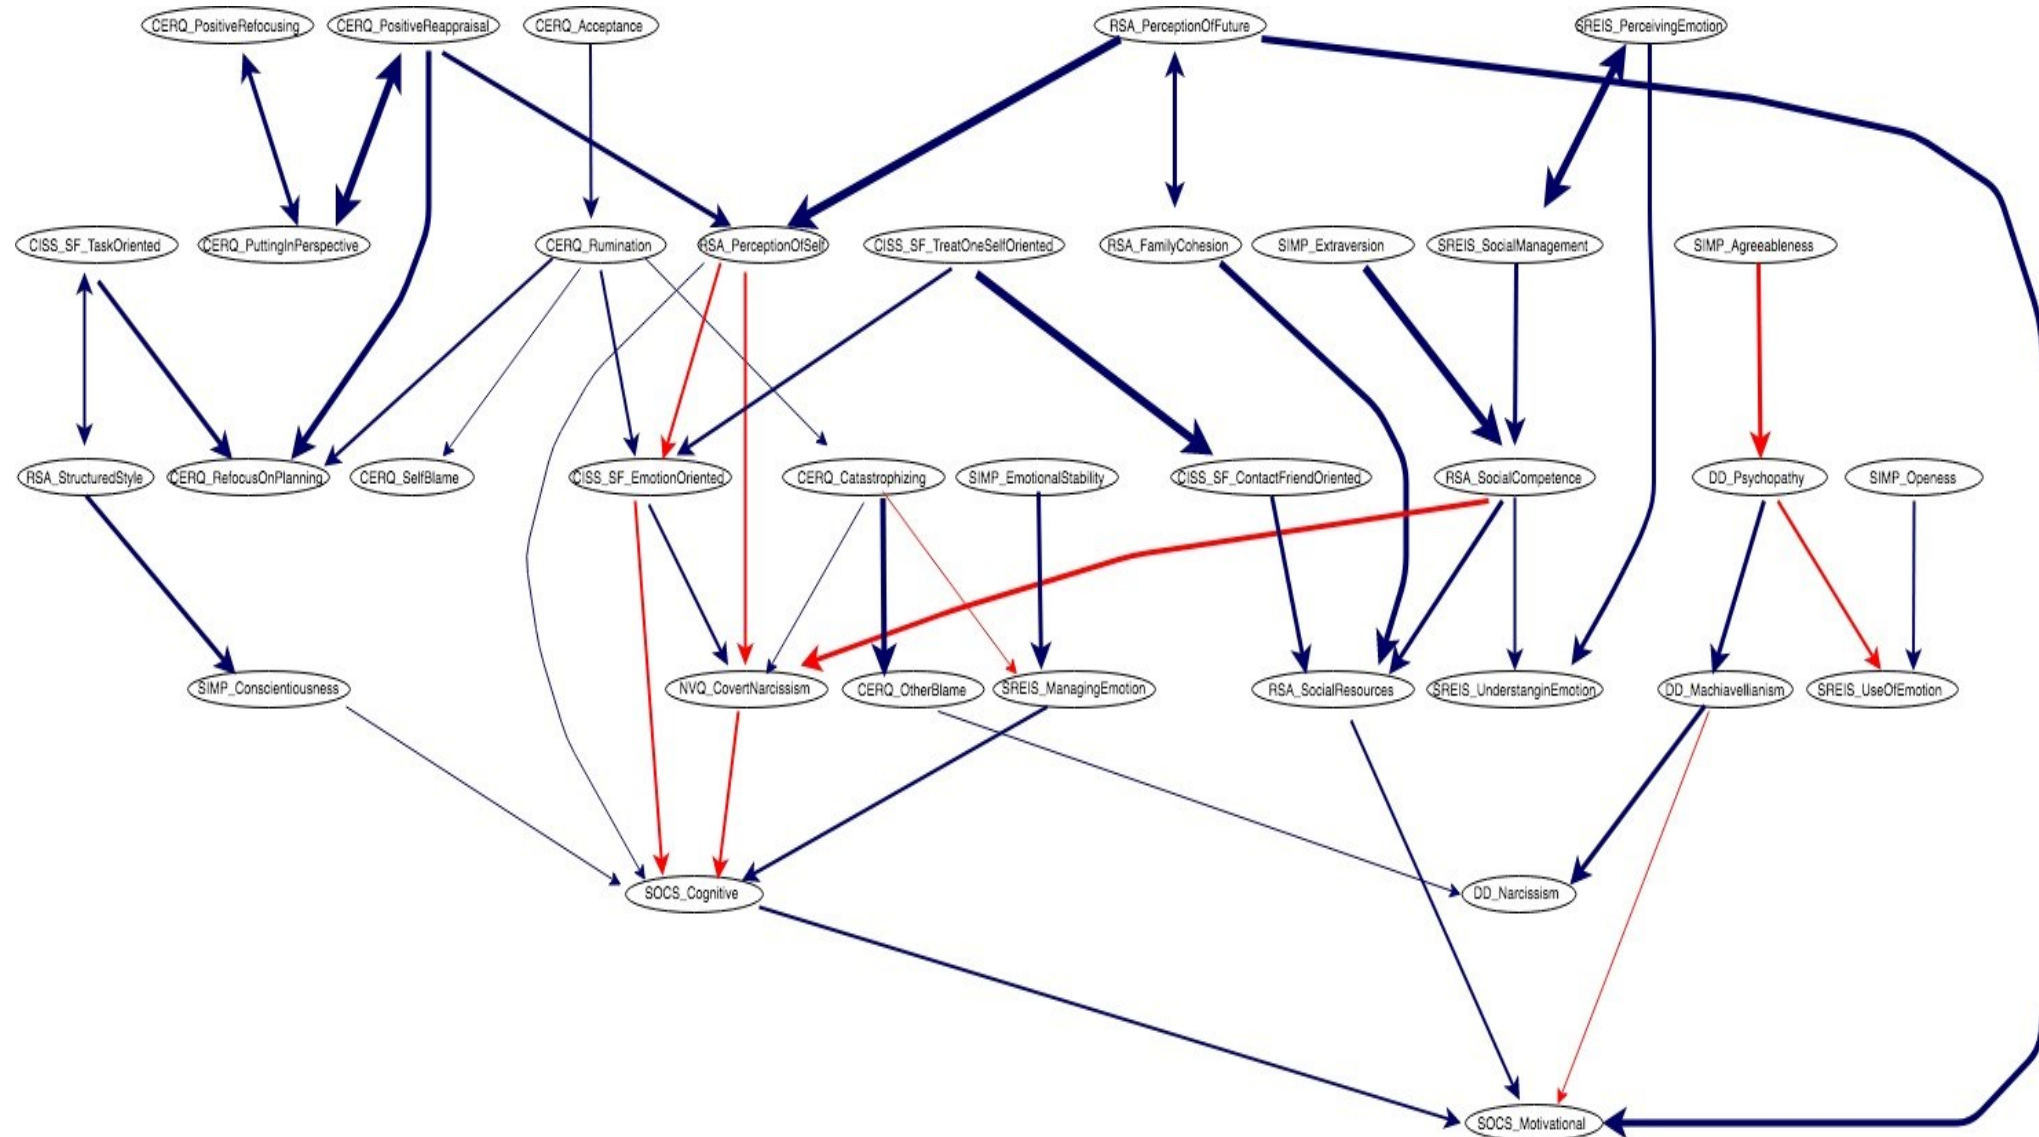 CERQ_PositiveRefocusing
CERQ_PositiveReappraisal
CERQ_Acceptance
RSA_PerceptionOfFuture
SREIS_PerceivingEmotion
CISS_SF_TaskOriented
CERQ_PuttingInPerspective
CERQ_Rumination
RSA_PerceptionOfSelf
CISS_SF_TreatOneSelfOriented
RSA_FamilyCohesion
SIMP_Extraversion
SREIS_SocialManagement
SIMP_Agreeableness
RSA_StructuredStyle
CERQ_RefocusOnPlanning
CERQ_SelfBlame
CISS_SF_EmotionOriented
CERQ_Catastrophizing
SIMP_EmotionalStability
CISS_SF_ContactFriendOriented
RSA_SocialCompetence
DD_Psychopathy
SIMP_Openess
SIMP_Conscientiousness
NVQ_CovertNarcissism
CERQ_OtherBlame
SREIS_ManagingEmotion
RSA_SocialResources
SREIS_UnderstanginEmotion
DD_Machiavellianism
SREIS_UseOfEmotion
SOCS_Cognitive
DD_Narcissism
SOCS_Motivational